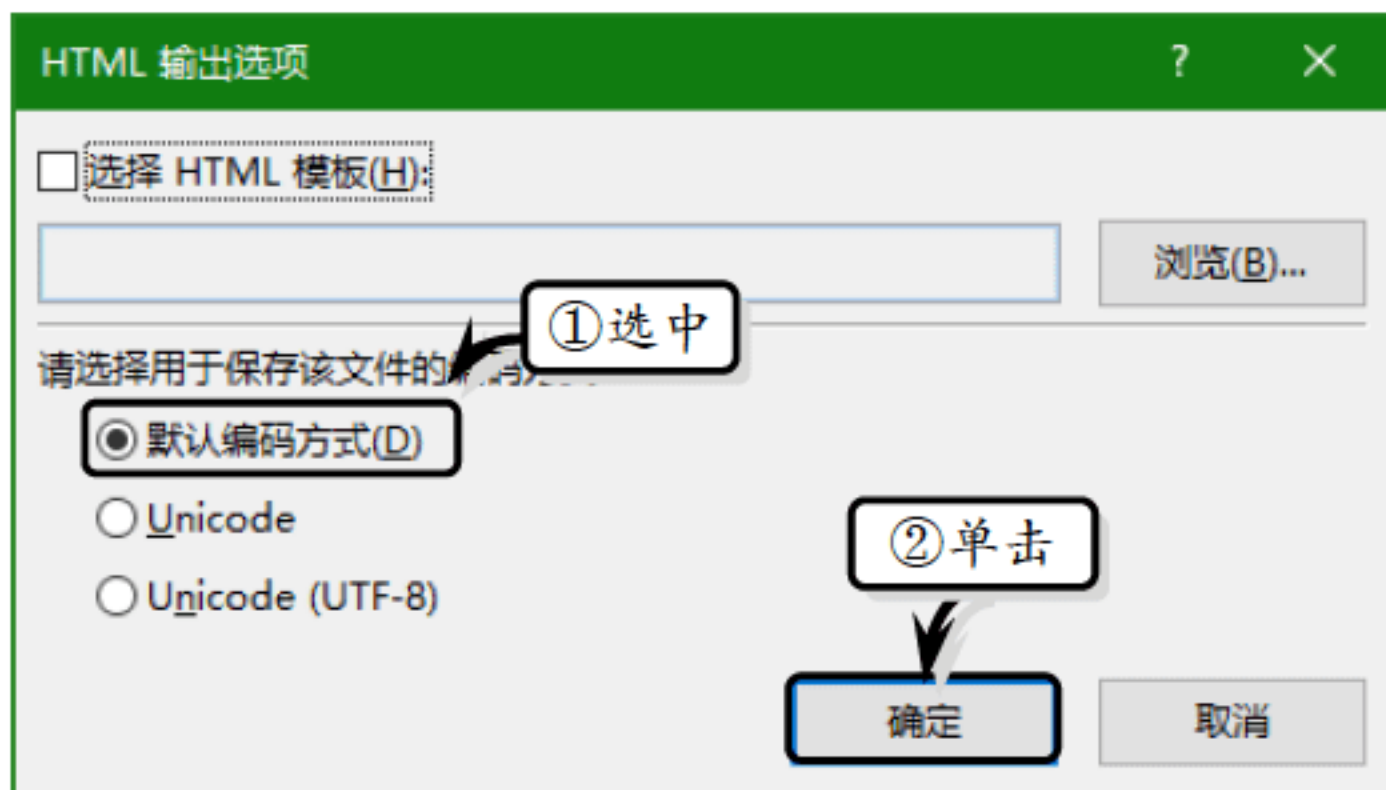 HTML 输出选项
? ×
选择 HTML 模板(H):
浏览(B)...
①选中
请选择用于保存该文件的编码
默认编码方式(D)
Unicode
②单击
Unicode (UTF-8)
确定
取消